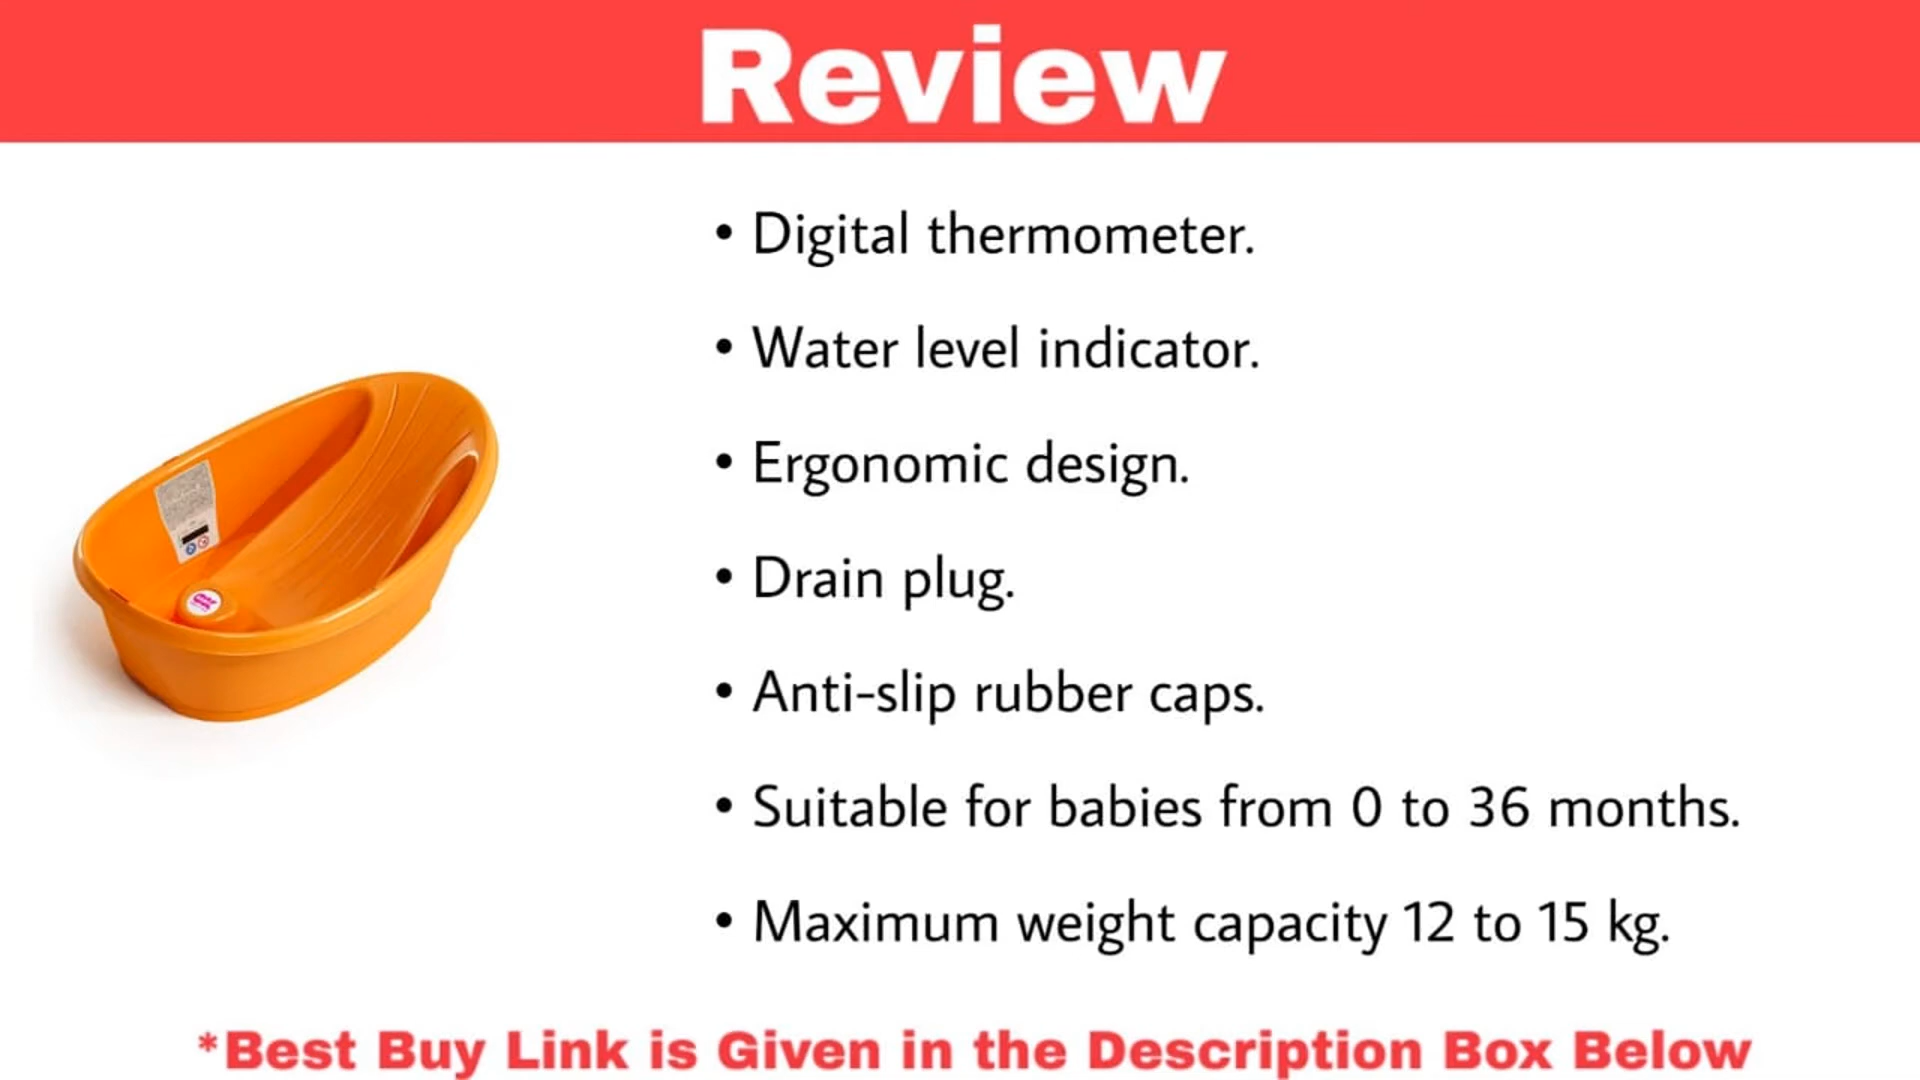 Review
• Digital thermometer.
• Water level indicator.
• Ergonomic design.
• Drain plug.
• Anti-slip rubber caps.
• Suitable for babies from 0 to 36 months.
• Maximum weight capacity 12 to 15 kg.
*Best Buy Link is Given in the Description Box Below